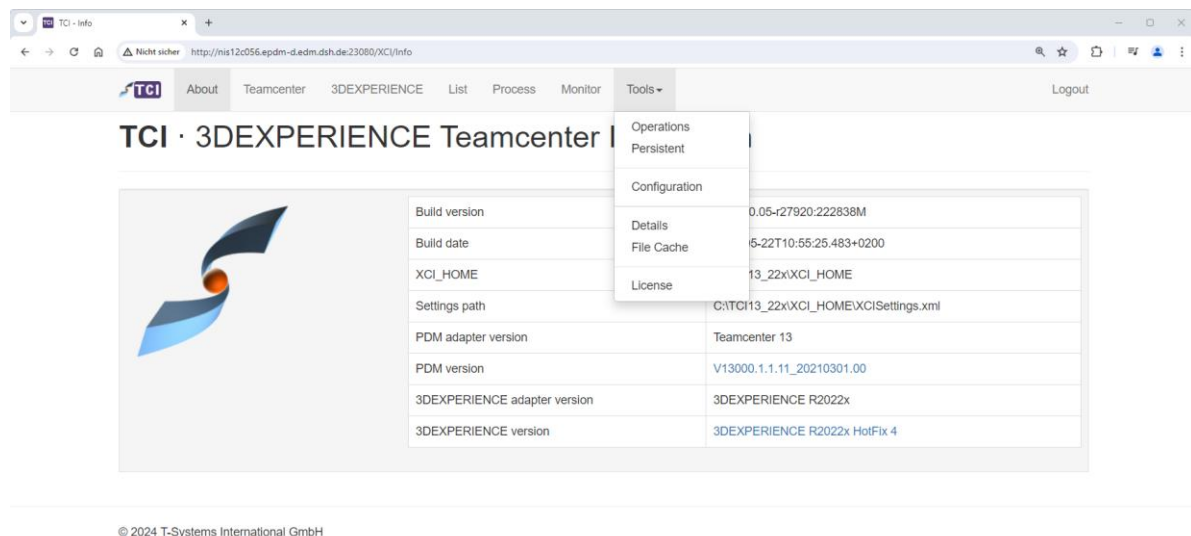 TCI - Info
Nicht sicher http://nis12c056.epdm-d.edm.dsh.de:23080/XCI/Info
TCI About Teamcenter 3DEXPERIENCE List Process Monitor Tools Logout
TCI · 3DEXPERIENCE Teamcenter
Operations
Persistent
Configuration
Details
File Cache
License
Build version 0.05-r27920:222838M
Build date 5-22T10:55:25.483+0200
XCI_HOME 13_22x\XCI_HOME
Settings path C:\TCI13_22x\XCI_HOME\XCISettings.xml
PDM adapter version Teamcenter 13
PDM version V13000.1.1.11_20210301.00
3DEXPERIENCE adapter version 3DEXPERIENCE R2022x
3DEXPERIENCE version 3DEXPERIENCE R2022x HotFix 4
© 2024 T-Systems International GmbH